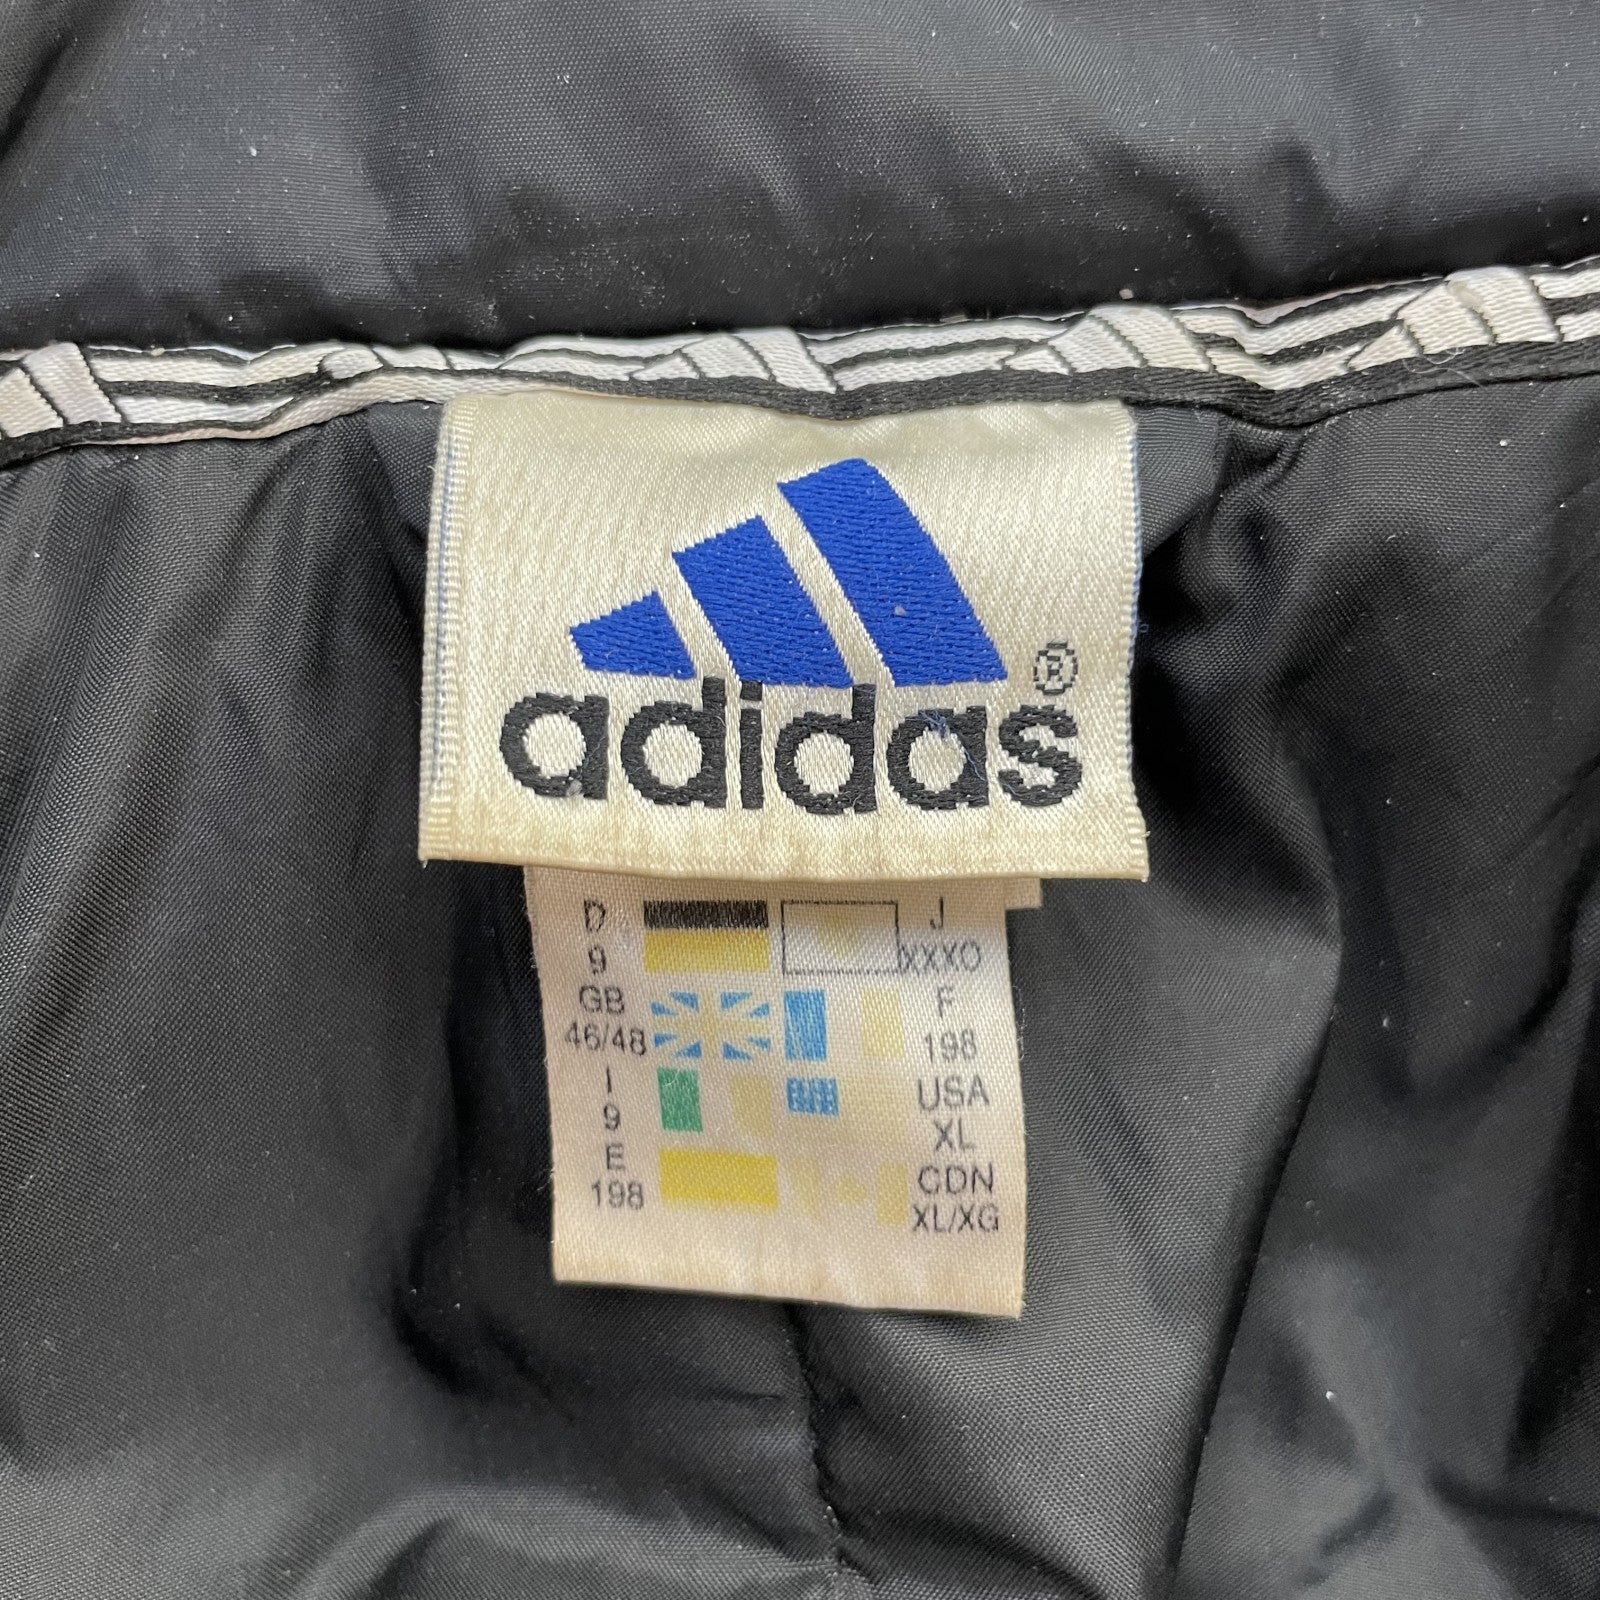 adidas®
D
9
GB
46/48
I
9
E
198
J
XXXO
F
198
USA
XL
CDN
XL/XG